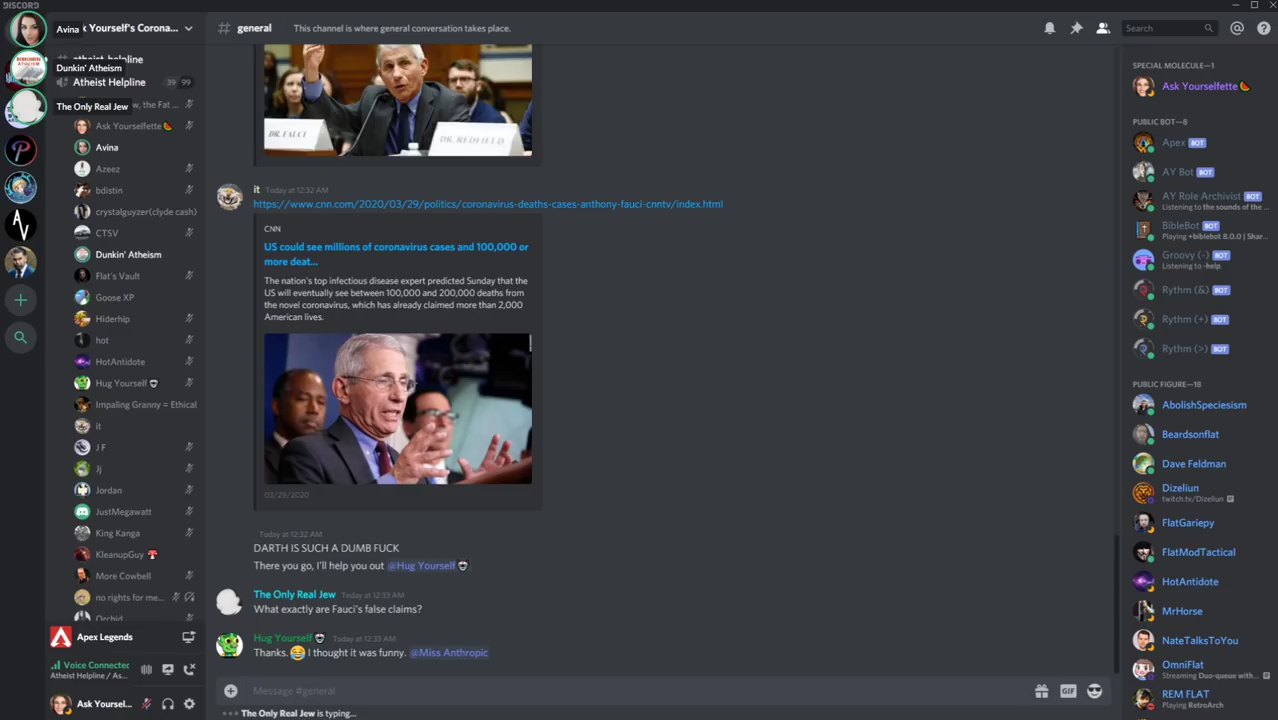 DISCORD
Avina
k Yourself's Corona...
general
This channel is where general conversation takes place.
Search
Dunkin' Atheism
Atheist Helpline
39 99
The Only Real Jew
w, the Fat ...
Ask Yourselfette
Avina
Azeez
bdistin
crystalguyzer(clyde cash)
CTSV
Dunkin' Atheism
Flat's Vault
Goose XP
Hiderhip
hot
HotAntidote
Hug Yourself
Impaling Granny = Ethical
it
J F
Jj
Jordan
JustMegawatt
King Kanga
KleanupGuy
More Cowbell
no rights for me...
Orchid
Apex Legends
Voice Connected
Atheist Helpline / As...
Ask Yoursel...
DR. FAUCI
DR. REDFIELD
it Today at 12:32 AM
https://www.cnn.com/2020/03/29/politics/coronavirus-deaths-cases-anthony-fauci-cnntv/index.html
CNN
US could see millions of coronavirus cases and 100,000 or
more deat...
The nation's top infectious disease expert predicted Sunday that the
US will eventually see between 100,000 and 200,000 deaths from
the novel coronavirus, which has already claimed more than 2,000
American lives.
03/29/2020
Today at 12:32 AM
DARTH IS SUCH A DUMB FUCK
There you go, I'll help you out @Hug Yourself
The Only Real Jew Today at 12:33 AM
What exactly are Fauci's false claims?
Hug Yourself Today at 12:33 AM
Thanks. I thought it was funny. @Miss Anthropic
Message #general
GIF
The Only Real Jew is typing...
SPECIAL MOLECULE—1
Ask Yourselfette
PUBLIC BOT—8
Apex BOT
AY Bot BOT
AY Role Archivist BOT
Listening to the sounds of the ...
BibleBot BOT
Playing +biblebot 8.0.0 | Shar...
Groovy (-) BOT
Listening to -help
Rythm (&) BOT
Rythm (+) BOT
Rythm (>) BOT
PUBLIC FIGURE—18
AbolishSpeciesism
Beardsonflat
Dave Feldman
Dizeliun
twitch.tv/Dizeliun
FlatGariepy
FlatModTactical
HotAntidote
MrHorse
NateTalksToYou
OmniFlat
Streaming Duo-queue with...
REM FLAT
Playing RetroArch